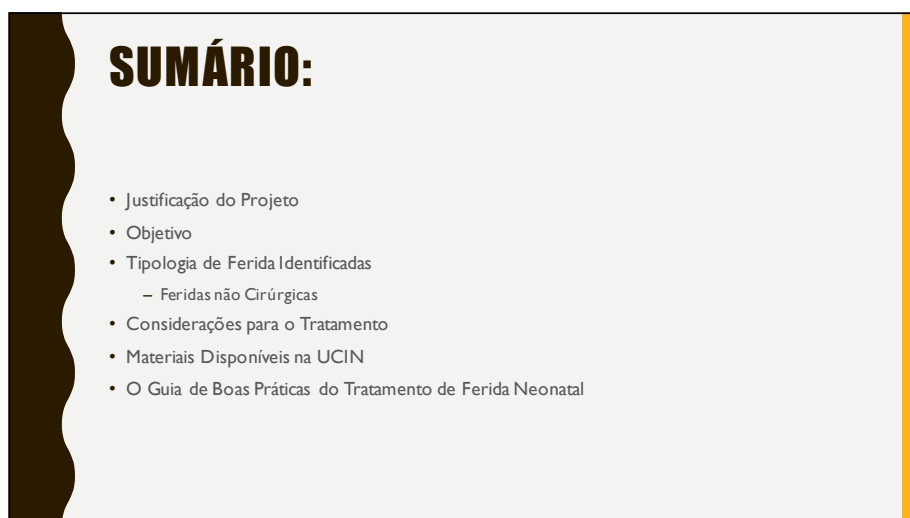 SUMÁRIO:
• Justificação do Projeto
• Objetivo
• Tipologia de Ferida Identificadas
– Feridas não Cirúrgicas
• Considerações para o Tratamento
• Materiais Disponíveis na UCIN
• O Guia de Boas Práticas do Tratamento de Ferida Neonatal